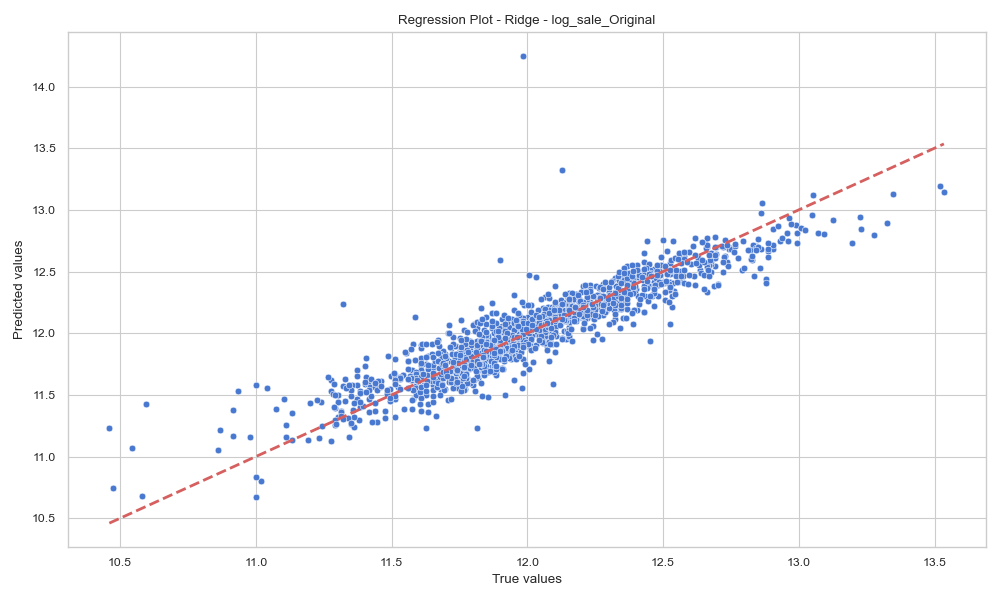 Regression Plot - Ridge - log_sale_Original
Predicted values
14.0
13.5
13.0
12.5
12.0
11.5
11.0
10.5
10.5 11.0 11.5 12.0 12.5 13.0 13.5
True values